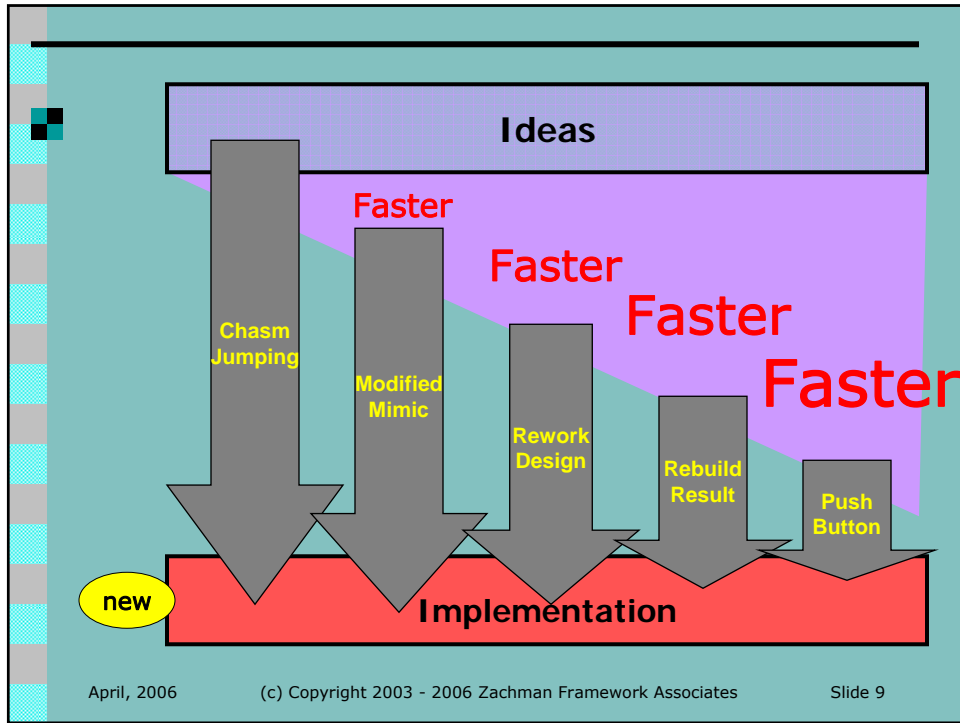 Ideas
Faster
Faster
Faster
Faster
Chasm
Jumping
Modified
Mimic
Rework
Design
Rebuild
Result
Push
Button
new
Implementation
April, 2006
(c) Copyright 2003 - 2006 Zachman Framework Associates
Slide 9